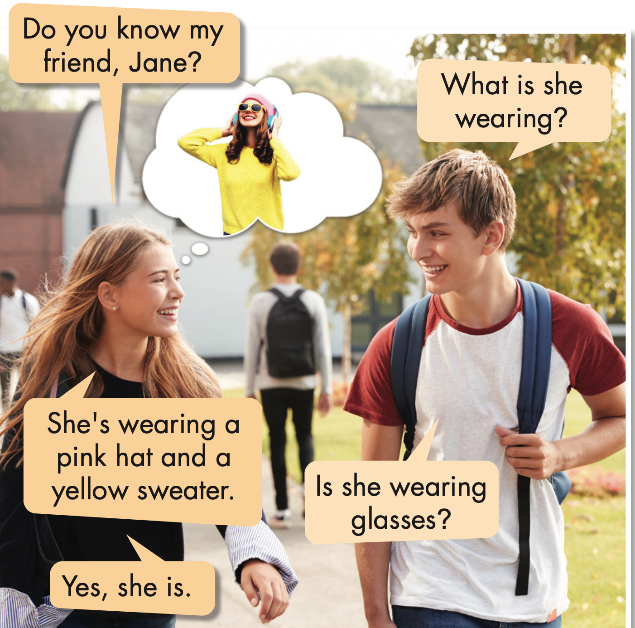 Do you know my
friend, Jane?
What is she
wearing?
She's wearing a
pink hat and a
yellow sweater.
Is she wearing
glasses?
Yes, she is.